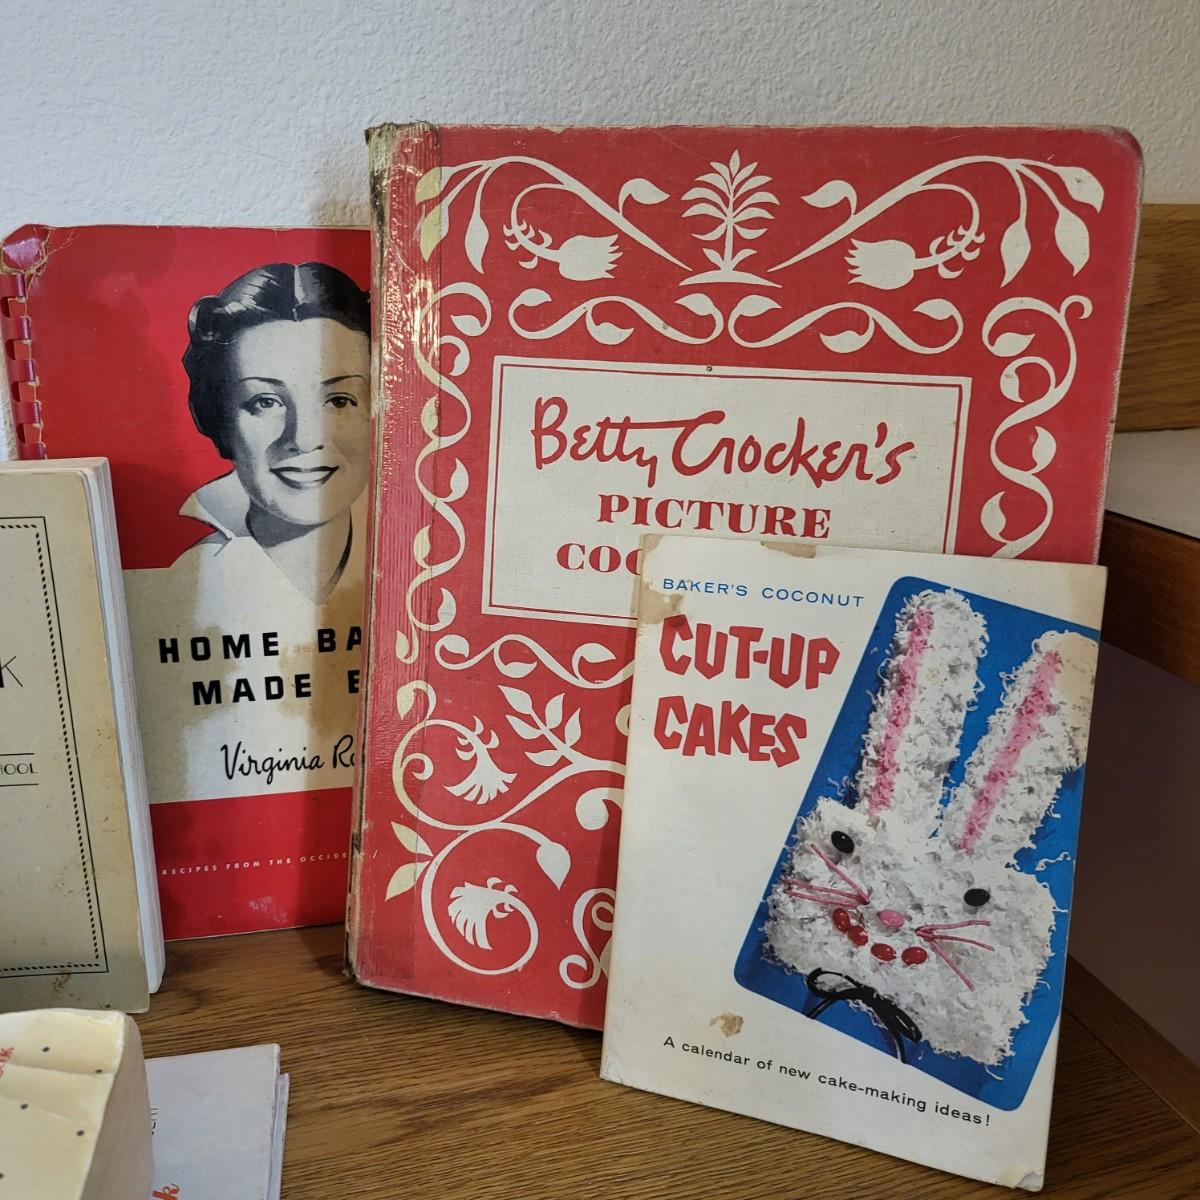 HOME BA
MADE E
Virginia Ro
RECIPES FROM THE OCCIDE
Betty Crocker's
PICTURE
COO
BAKER'S COCONUT
CUT-UP
CAKES
A calendar of new cake-making ideas!
K
HOOL